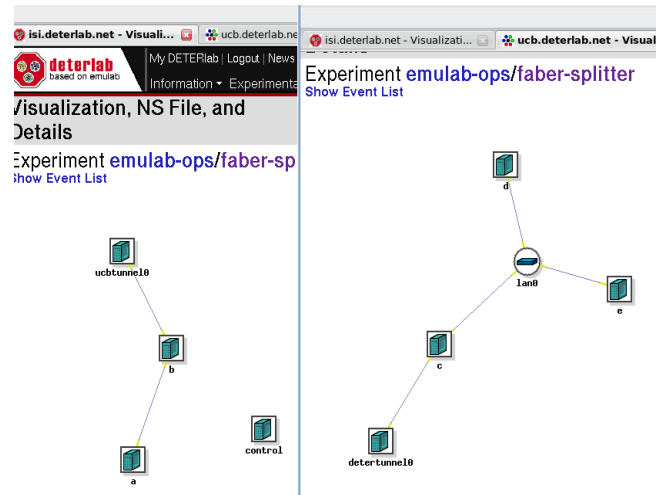 isi.deterlab.net - Visuali...
ucb.deterlab.ne
deterlab
based on emulab
My DETERlab | Logout | News
Information Experimenta
Visualization, NS File, and
Details
Experiment emulab-ops/faber-sp
Show Event List
ucbtunnel0
b
a
control
isi.deterlab.net - Visualizati...
ucb.deterlab.net - Visual
Experiment emulab-ops/faber-splitter
Show Event List
d
lan0
e
c
detertunnel0